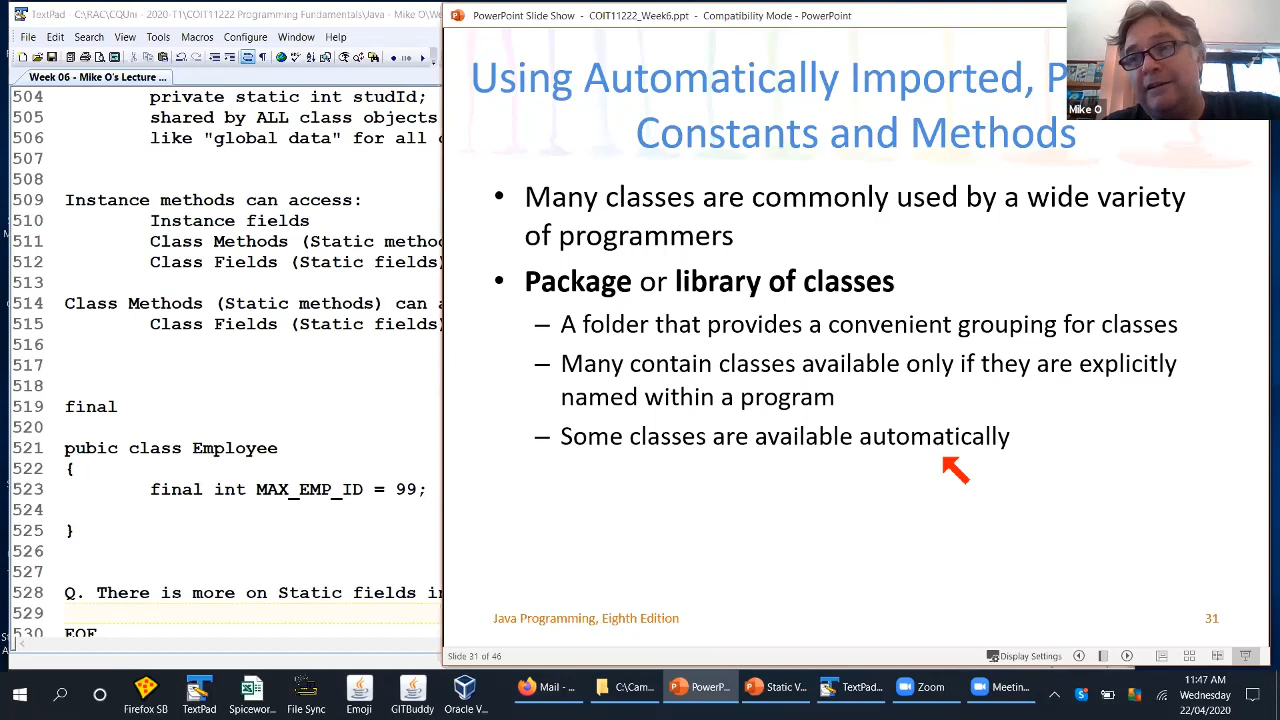 TextPad - C:\RAC\CQUni - 2020-T1\COIT11222 Programming Fundamentals\Java - Mike O\We
File Edit Search View Tools Macros Configure Window Help
Week 06 - Mike O's Lecture ...
504 private static int studId;
505 shared by ALL class objects
506 like "global data" for all
507
508
509 Instance methods can access:
510 Instance fields
511 Class Methods (Static metho
512 Class Fields (Static fields)
513
514 Class Methods (Static methods) can a
515 Class Fields (Static fields)
516
517
518
519 final
520
521 pubic class Employee
522 {
523 final int MAX_EMP_ID = 99;
524
525 }
526
527
528 Q. There is more on Static fields in
529
530 EOF
PowerPoint Slide Show - COIT11222_Week6.ppt - Compatibility Mode - PowerPoint
Using Automatically Imported, P
Constants and Methods
• Many classes are commonly used by a wide variety
of programmers
• Package or library of classes
– A folder that provides a convenient grouping for classes
– Many contain classes available only if they are explicitly
named within a program
– Some classes are available automatically
Java Programming, Eighth Edition 31
Slide 31 of 46 Display Settings
Mike O
Firefox SB TextPad Spicewor... File Sync Emoji GITBuddy Oracle V...
Mail - ... C:\Cam... PowerP... Static V... TextPad... Zoom Meetin...
11:47 AM
Wednesday
22/04/2020